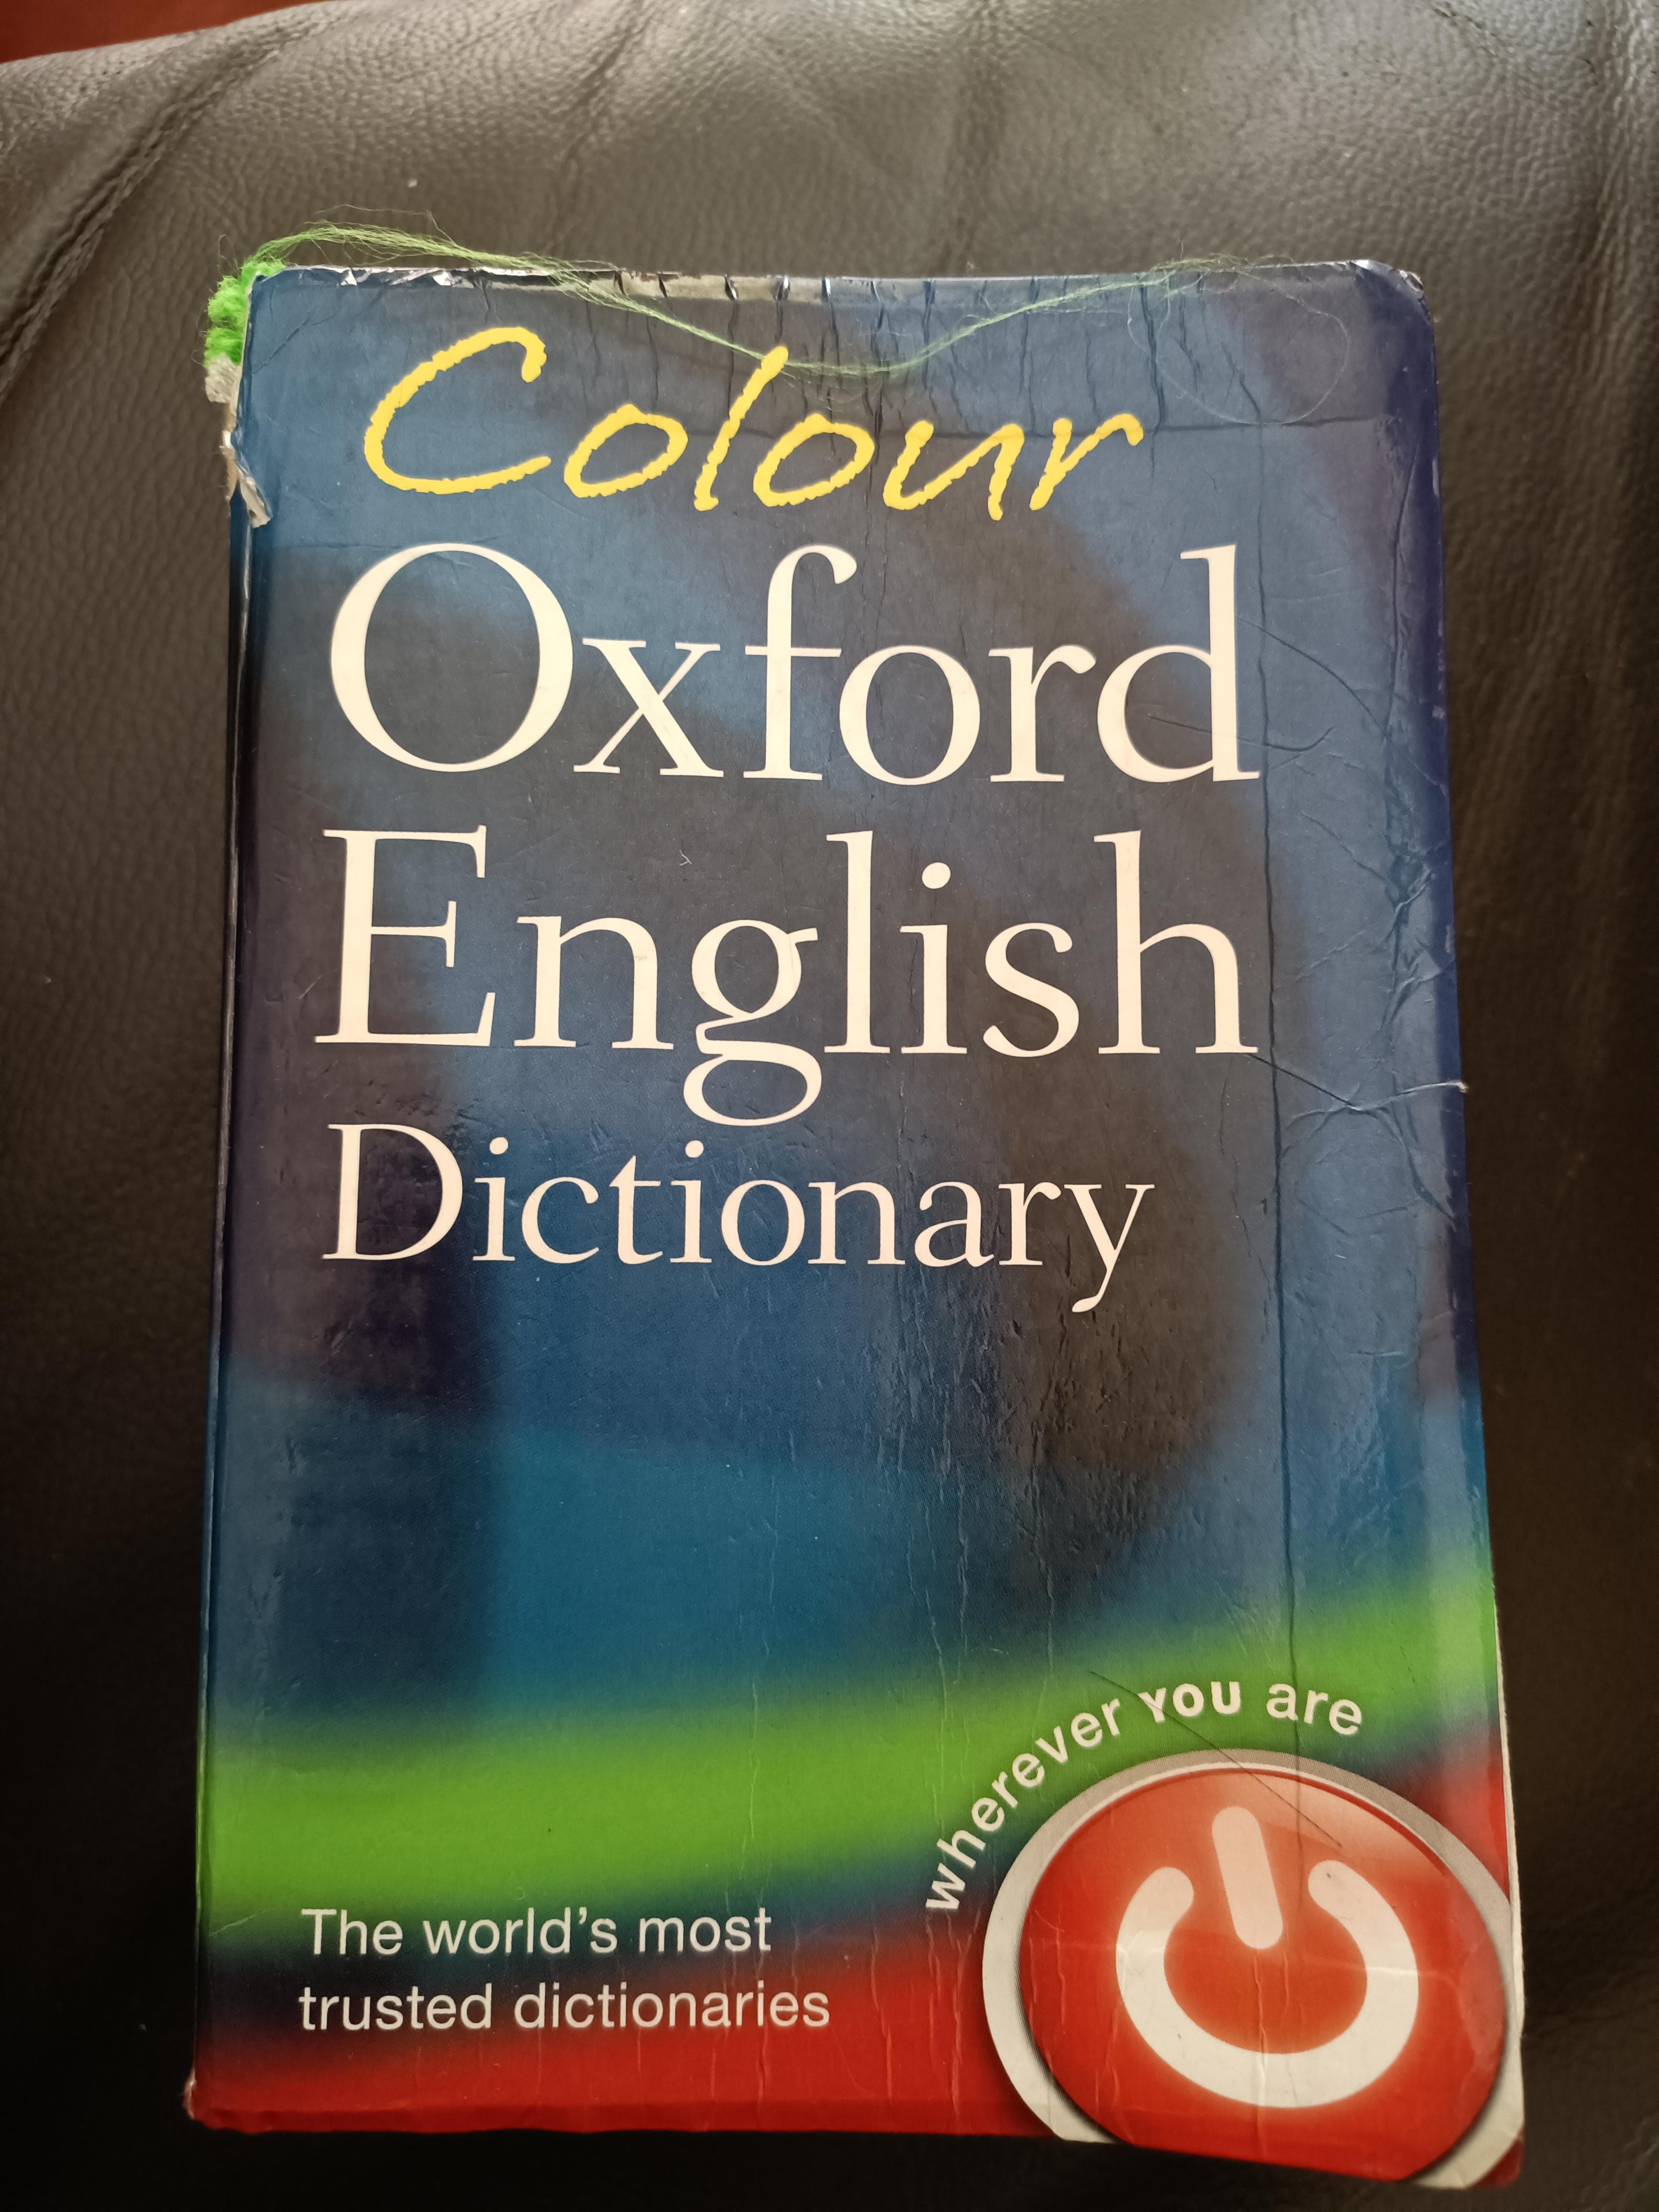 Colour
Oxford
English
Dictionary
wherever YOU are
The world's most
trusted dictionaries